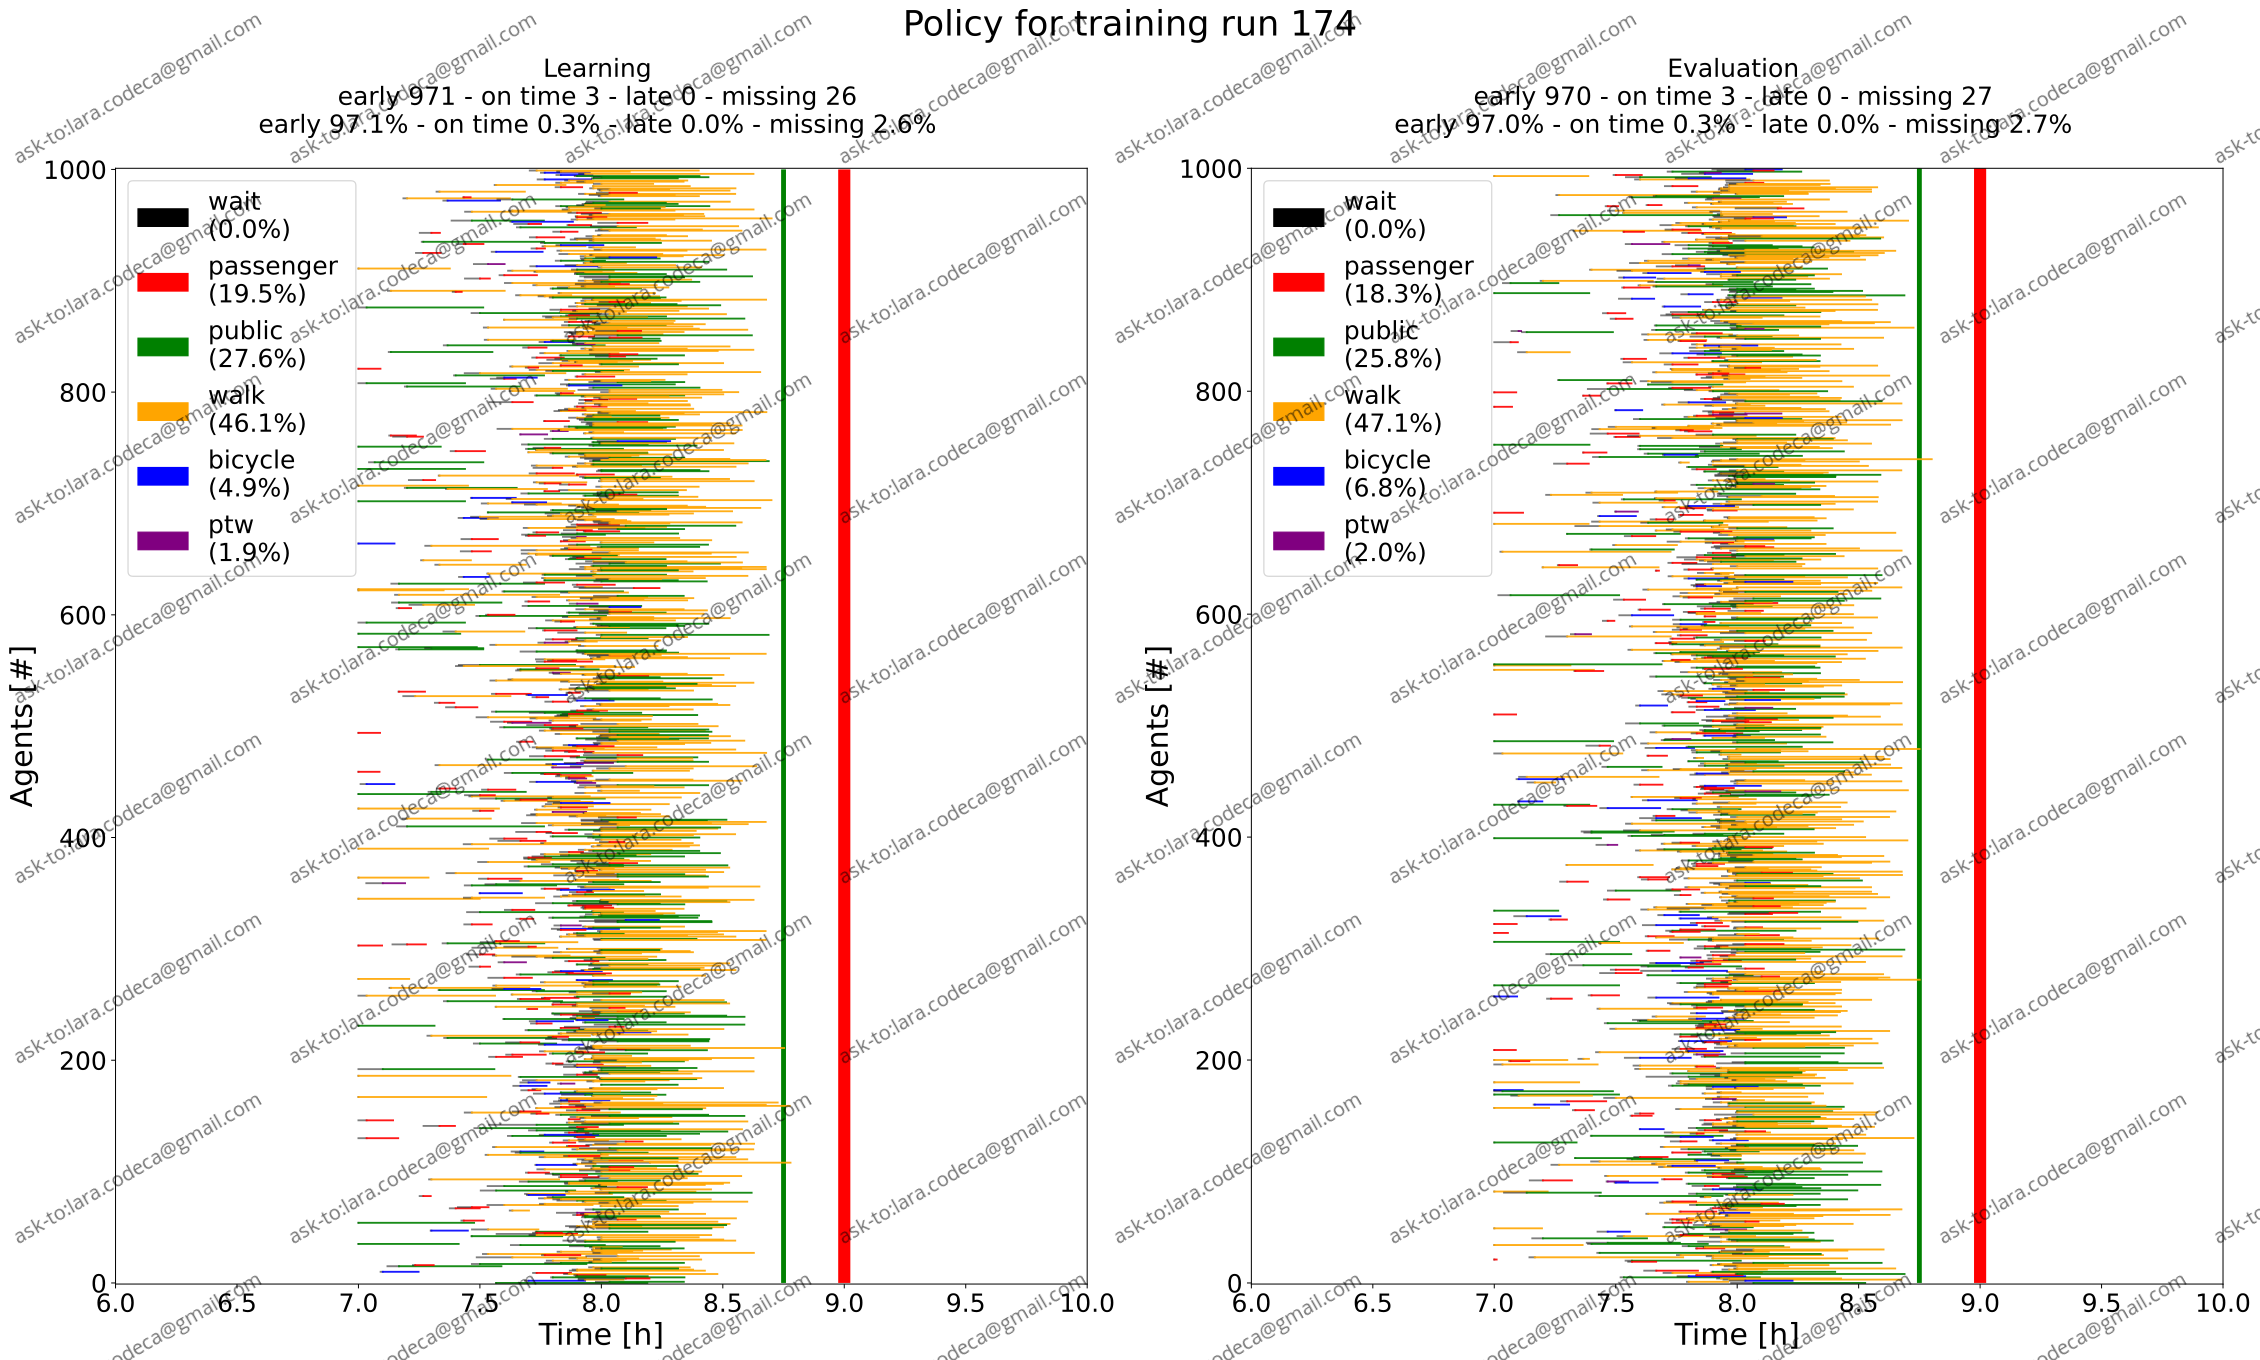 Policy for training run 174
Learning
early 971 - on time 3 - late 0 - missing 26
early 97.1% - on time 0.3% - late 0.0% - missing 2.6%
Agents [#]
1000
800
600
400
200
0
wait
(0.0%)
passenger
(19.5%)
public
(27.6%)
walk
(46.1%)
bicycle
(4.9%)
ptw
(1.9%)
6.0 6.5 7.0 7.5 8.0 8.5 9.0 9.5 10.0
Time [h]
Evaluation
early 970 - on time 3 - late 0 - missing 27
early 97.0% - on time 0.3% - late 0.0% - missing 2.7%
Agents [#]
1000
800
600
400
200
0
wait
(0.0%)
passenger
(18.3%)
public
(25.8%)
walk
(47.1%)
bicycle
(6.8%)
ptw
(2.0%)
6.0 6.5 7.0 7.5 8.0 8.5 9.0 9.5 10.0
Time [h]
ask-to:lara.codeca@gmail.com